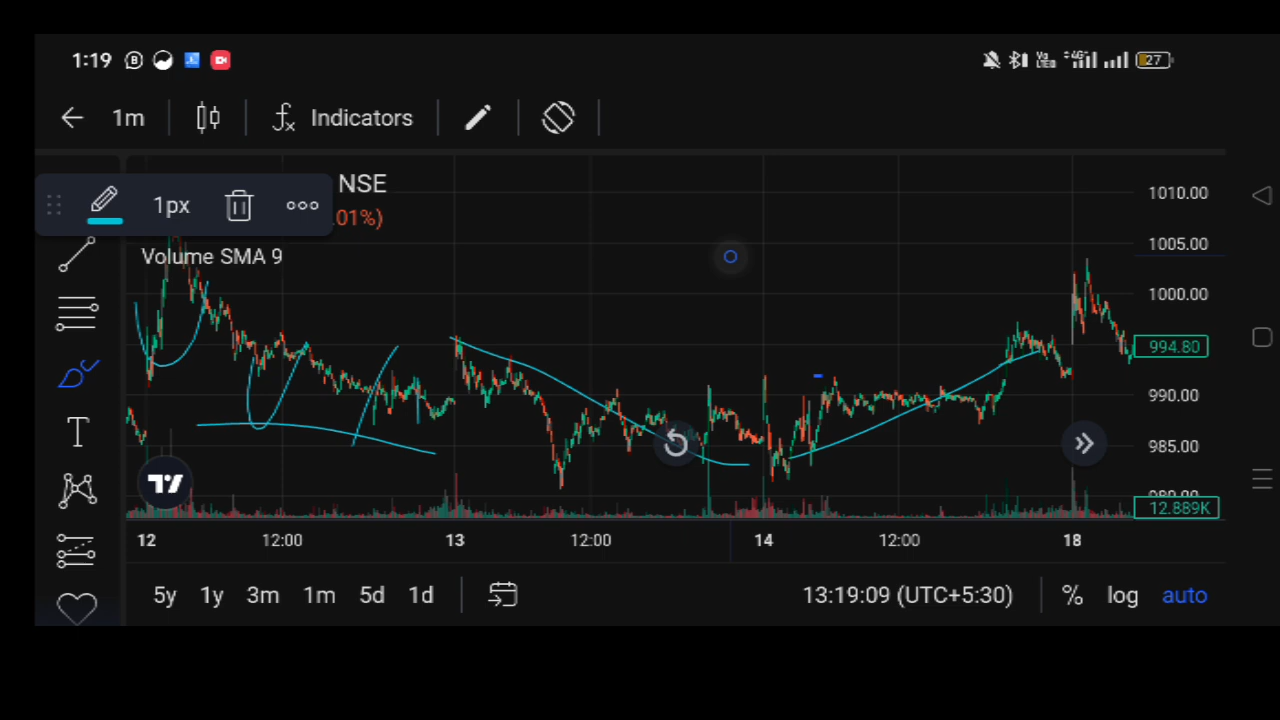 1:19 27
1m Indicators
NSE
1px .01%)
Volume SMA 9
1010.00
1005.00
1000.00
994.80
990.00
985.00
980.00
12.889K
12 12:00 13 12:00 14 12:00 18
5y 1y 3m 1m 5d 1d 13:19:09 (UTC+5:30) % log auto